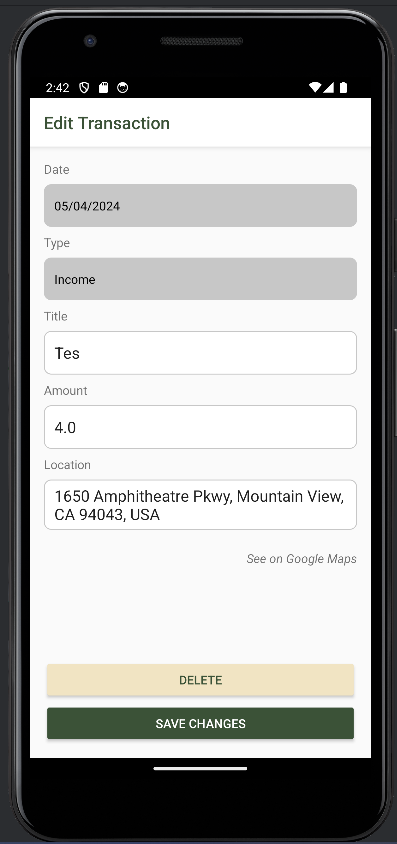 2:42
Edit Transaction
Date
05/04/2024
Type
Income
Title
Tes
Amount
4.0
Location
1650 Amphitheatre Pkwy, Mountain View,
CA 94043, USA
See on Google Maps
DELETE
SAVE CHANGES